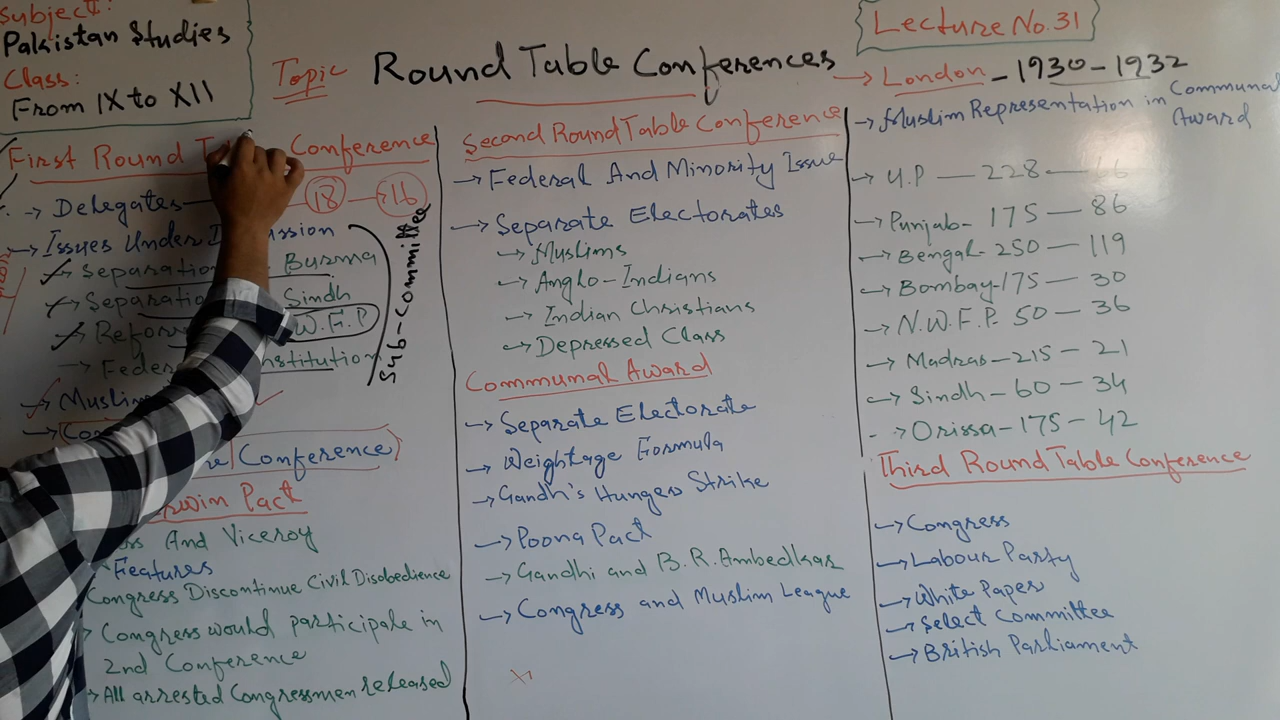 Subject:
Pakistan Studies
Class:
From IX to XII
Topic Round Table Conferences
Lecture No.31
→ London - 1930-1932
First Round Conference
→ Delegates — 18 → 16
→ Issues Under
→ Separation Burma
→ Separation Sindh
W.F.P
→ Muslim
Sub-Committee
Conference
Pact
And Viceroy
Features
Congress Discontinue Civil Disobedience
→ Congress would participate in
2nd Conference
→ All arrested Congressmen released
Second Round Table Conference
→ Federal And Minority Issue
→ Separate Electorates
→ Muslims
→ Anglo-Indians
→ Indian Christians
→ Depressed Class
Communal Award
→ Separate Electorate
→ Weightage Formula
→ Gandhi's Hunger Strike
→ Poona Pact
→ Gandhi and B.R. Ambedkar
→ Congress and Muslim League
→ Muslim Representation in Communal
Award
→ U.P — 228 — 66
→ Punjab - 175 — 86
→ Bengal - 250 — 119
→ Bombay - 175 — 30
→ N.W.F.P. 50 — 36
→ Madras — 215 — 21
→ Sindh — 60 — 34
→ Orissa — 175 — 42
Third Round Table Conference
→ Congress
→ Labour Party
→ White Paper
→ Select Committee
→ British Parliament